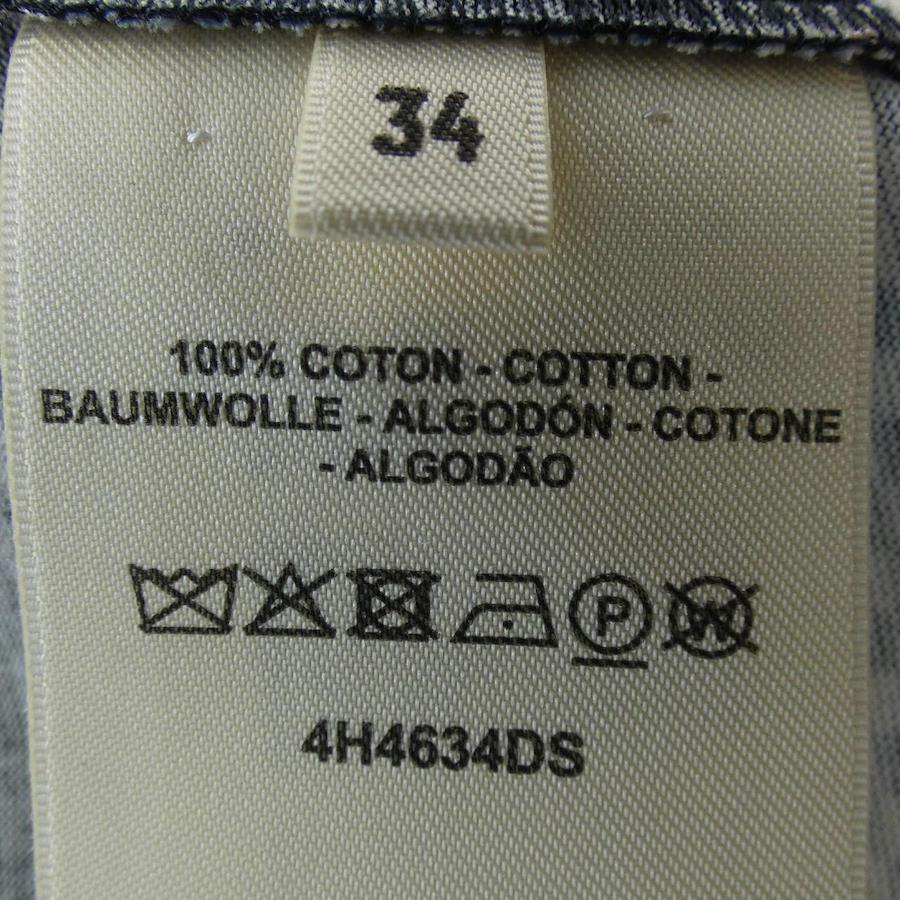 34
100% COTON - COTTON -
BAUMWOLLE - ALGODÓN - COTONE
- ALGODÃO
P W
4H4634DS